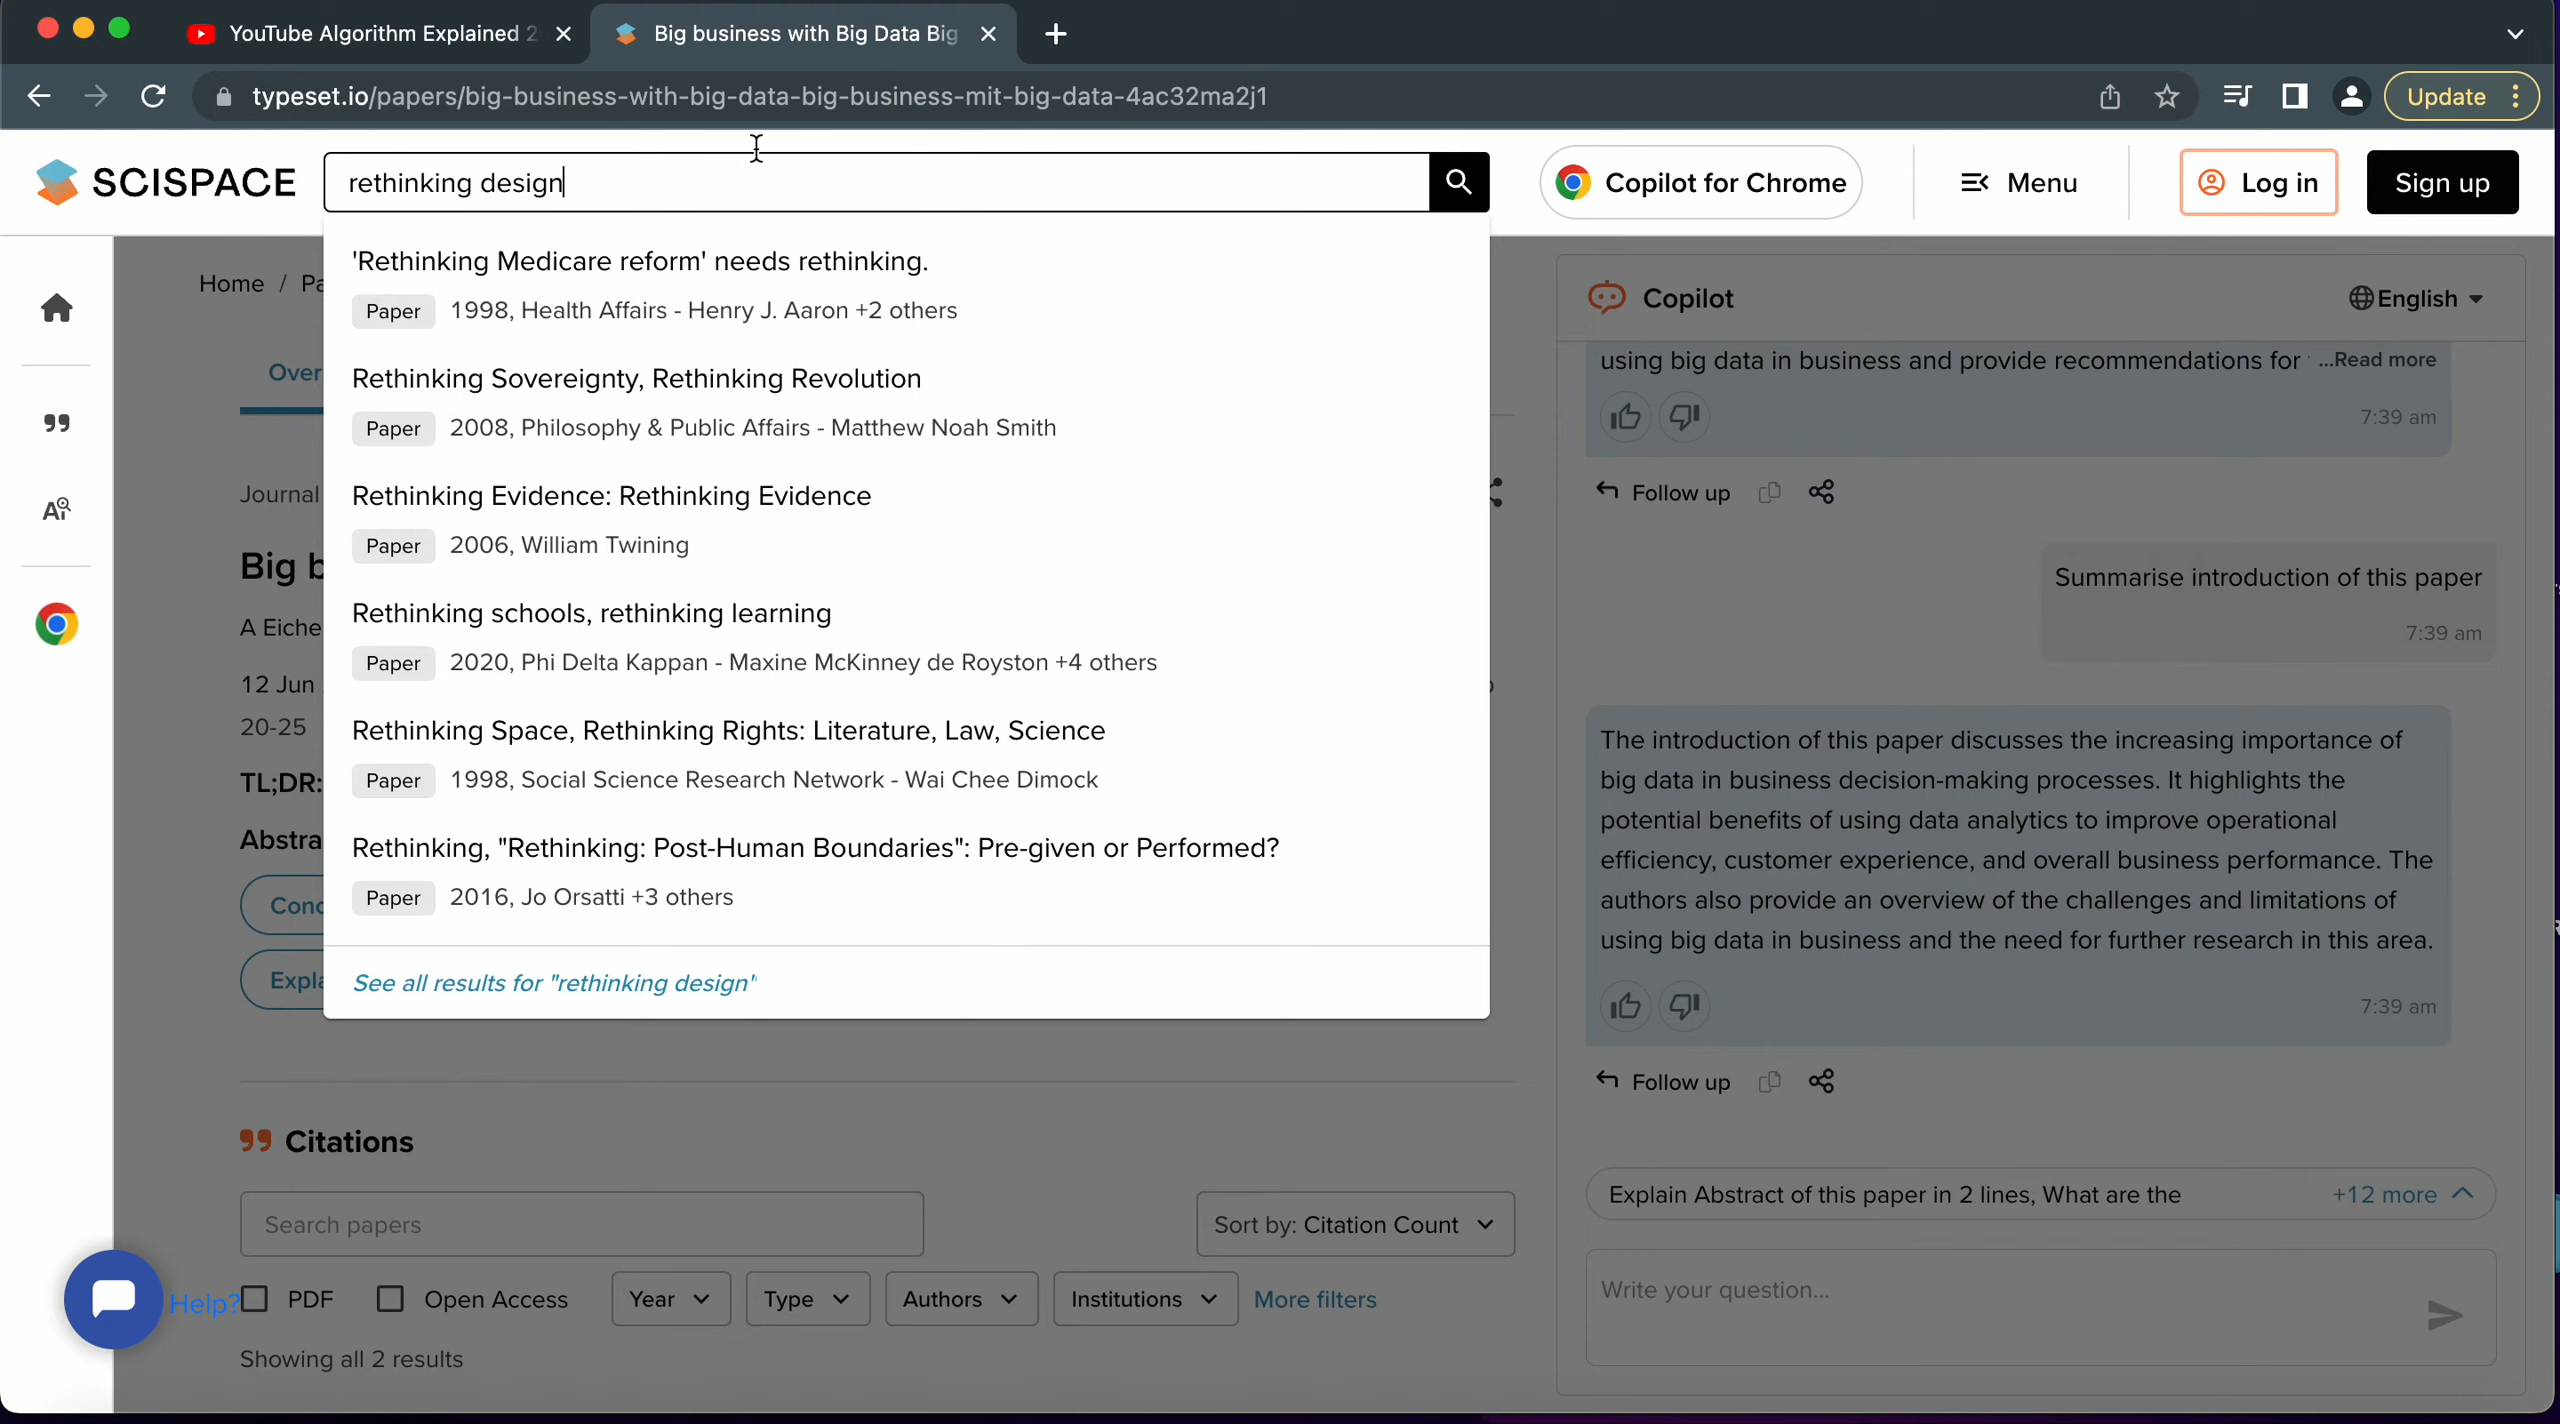 YouTube Algorithm Explained 2
Big business with Big Data Big
typeset.io/papers/big-business-with-big-data-big-business-mit-big-data-4ac32ma2j1
Update
SCISPACE
rethinking design
Copilot for Chrome
Menu
Log in
Sign up
'Rethinking Medicare reform' needs rethinking.
Paper 1998, Health Affairs - Henry J. Aaron +2 others
Rethinking Sovereignty, Rethinking Revolution
Paper 2008, Philosophy & Public Affairs - Matthew Noah Smith
Rethinking Evidence: Rethinking Evidence
Paper 2006, William Twining
Rethinking schools, rethinking learning
Paper 2020, Phi Delta Kappan - Maxine McKinney de Royston +4 others
Rethinking Space, Rethinking Rights: Literature, Law, Science
Paper 1998, Social Science Research Network - Wai Chee Dimock
Rethinking, "Rethinking: Post-Human Boundaries": Pre-given or Performed?
Paper 2016, Jo Orsatti +3 others
See all results for "rethinking design"
Home / Pa
Over
Journal
Big b
A Eiche
12 Jun
20-25
TL;DR:
Abstra
Conc
Expla
Citations
Search papers
Sort by: Citation Count
PDF
Open Access
Year
Type
Authors
Institutions
More filters
Showing all 2 results
Help?
Copilot
English
using big data in business and provide recommendations for ...Read more
7:39 am
Follow up
Summarise introduction of this paper
7:39 am
The introduction of this paper discusses the increasing importance of
big data in business decision-making processes. It highlights the
potential benefits of using data analytics to improve operational
efficiency, customer experience, and overall business performance. The
authors also provide an overview of the challenges and limitations of
using big data in business and the need for further research in this area.
7:39 am
Follow up
Explain Abstract of this paper in 2 lines, What are the
+12 more
Write your question...